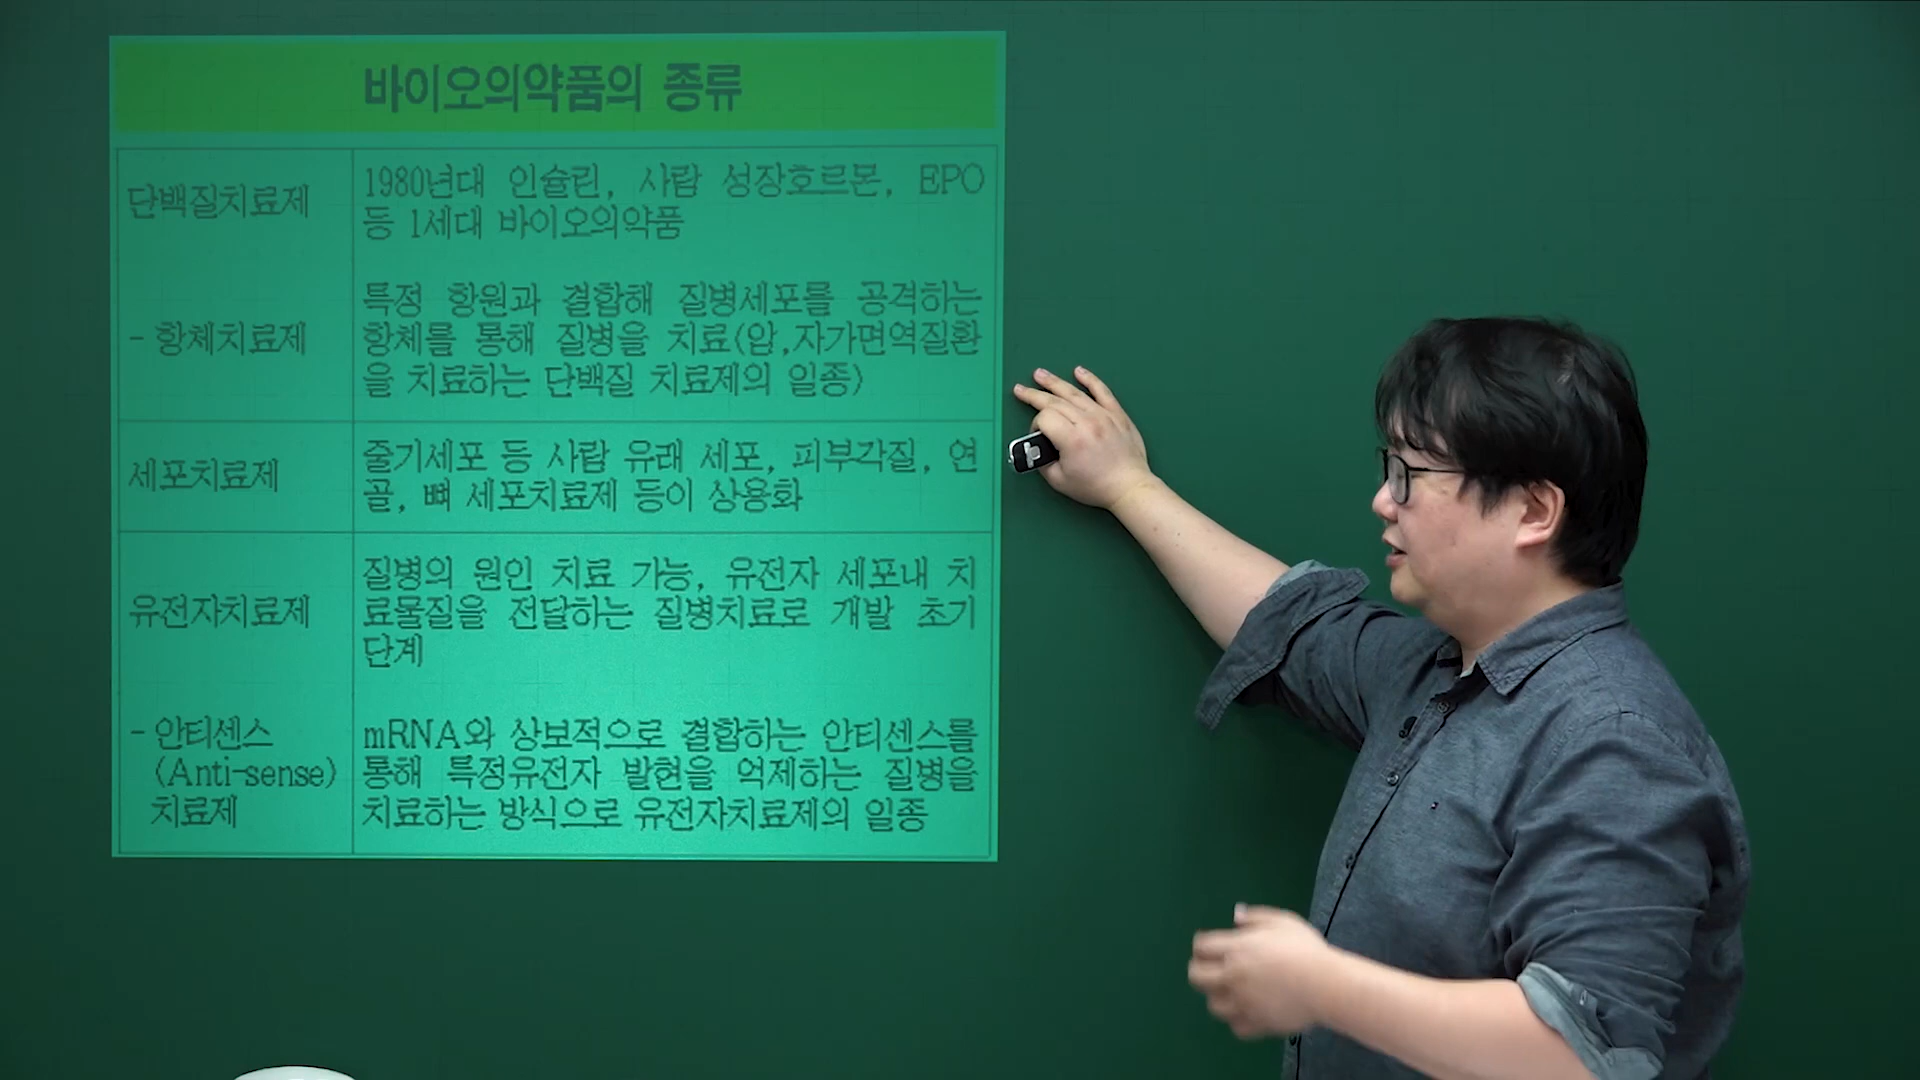 바이오의약품의 종류
단백질치료제
1980년대 인슐린, 사람 성장호르몬, EPO
등 1세대 바이오의약품
- 항체치료제
특정 항원과 결합해 질병세포를 공격하는
항체를 통해 질병을 치료(암,자가면역질환
을 치료하는 단백질 치료제의 일종)
세포치료제
줄기세포 등 사람 유래 세포, 피부각질, 연
골, 뼈 세포치료제 등이 상용화
유전자치료제
질병의 원인 치료 가능, 유전자 세포내 치
료물질을 전달하는 질병치료로 개발 초기
단계
- 안티센스
(Anti-sense)
치료제
mRNA와 상보적으로 결합하는 안티센스를
통해 특정유전자 발현을 억제하는 질병을
치료하는 방식으로 유전자치료제의 일종